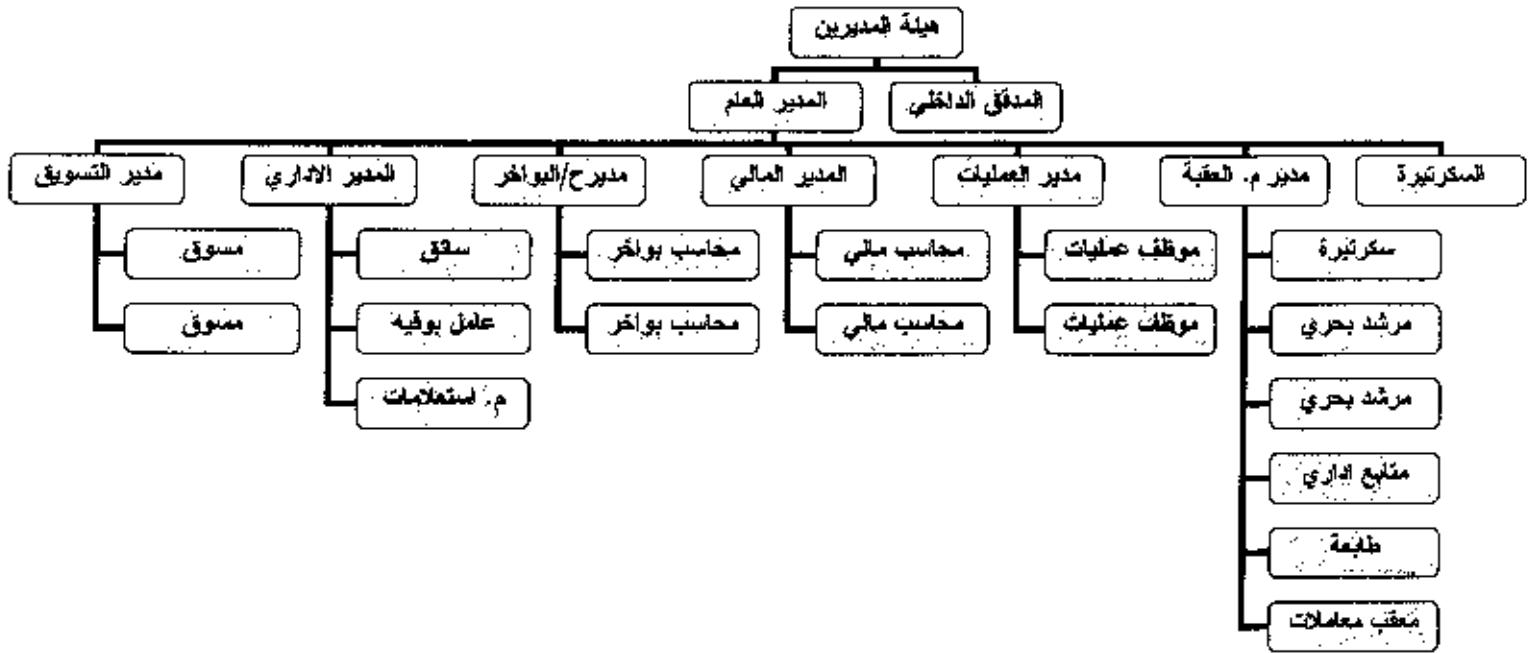 هيئة المديرين
المدقق الداخلي
المدير العام
السكرتيرة
مدير م. العقبة
مدير العمليات
المدير المالي
مديرح/البواخر
المدير الاداري
مدير التسويق
سكرتيرة
موظف عمليات
محاسب مالي
محاسب بواخر
سائق
مسوق
مرشد بحري
موظف عمليات
محاسب مالي
محاسب بواخر
عامل بوفيه
مسوق
مرشد بحري
م. استعلامات
متابع اداري
طابعة
معقب معاملات